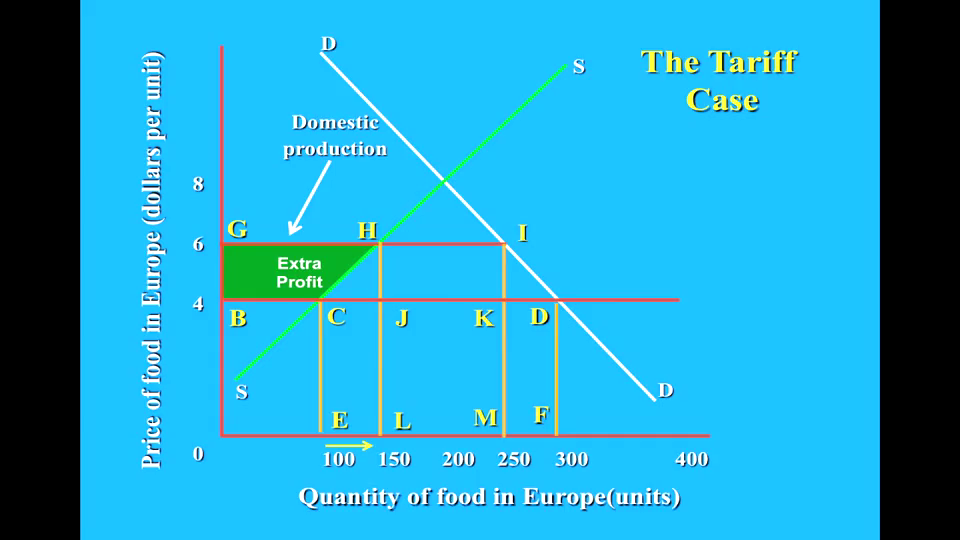 The Tariff
Case
Price of food in Europe (dollars per unit)
D
S
Domestic
production
8
G
H
I
6
Extra
Profit
4
B
C
J
K
D
S
D
E
L
M
F
0
100
150
200
250
300
400
Quantity of food in Europe(units)